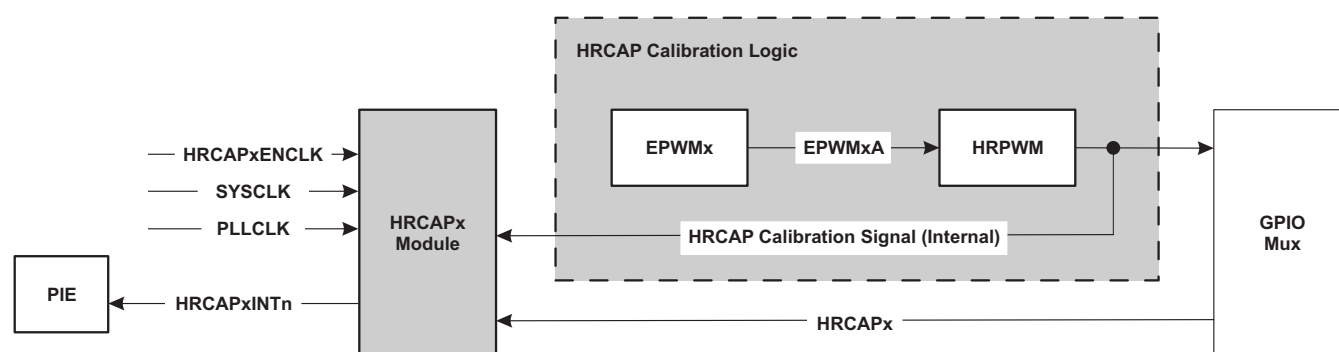 HRCAP Calibration Logic
EPWMx
EPWMxA
HRPWM
HRCAPxENCLK
SYSCLK
PLLCLK
HRCAPx
Module
HRCAP Calibration Signal (Internal)
GPIO
Mux
PIE
HRCAPxINTn
HRCAPx